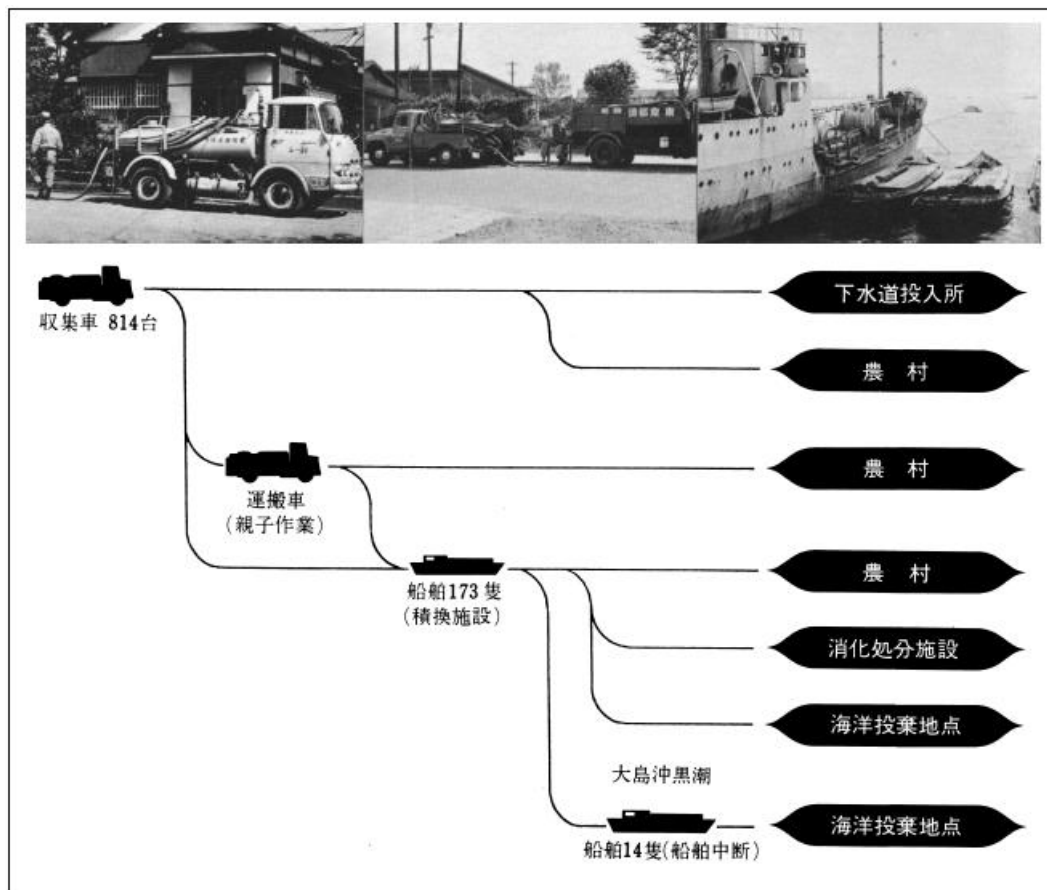 収集車 814台
下水道投入所
農村
運搬車
(親子作業)
農村
船舶173隻
(積換施設)
農村
消化処分施設
海洋投棄地点
大島沖黒潮
船舶14隻(船舶中断)
海洋投棄地点